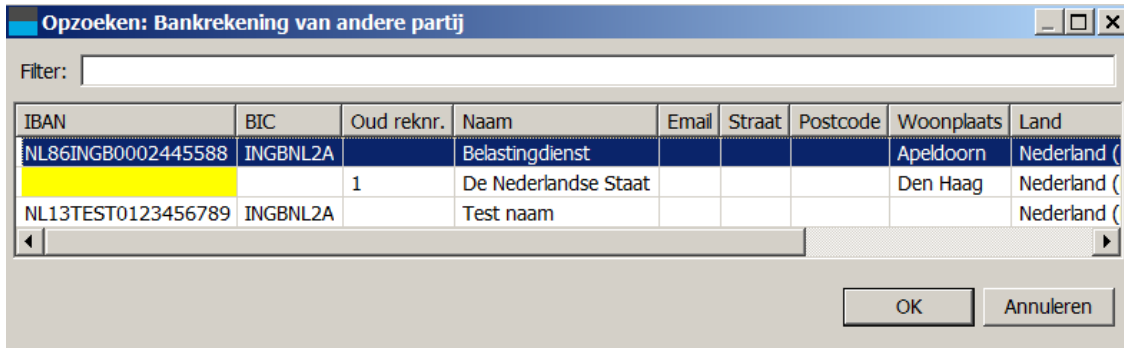 Opzoeken: Bankrekening van andere partij
Filter:
IBAN BIC Oud reknr. Naam Email Straat Postcode Woonplaats Land
NL86INGB0002445588 INGBNL2A Belastingdienst Apeldoorn Nederland (
1 De Nederlandse Staat Den Haag Nederland (
NL13TEST0123456789 INGBNL2A Test naam Nederland (
OK Annuleren